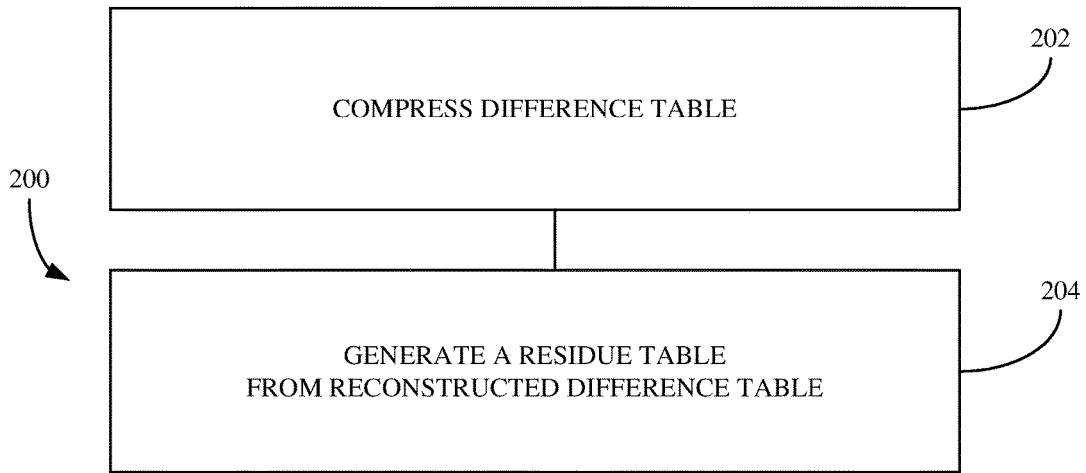 202
COMPRESS DIFFERENCE TABLE
200
204
GENERATE A RESIDUE TABLE
FROM RECONSTRUCTED DIFFERENCE TABLE